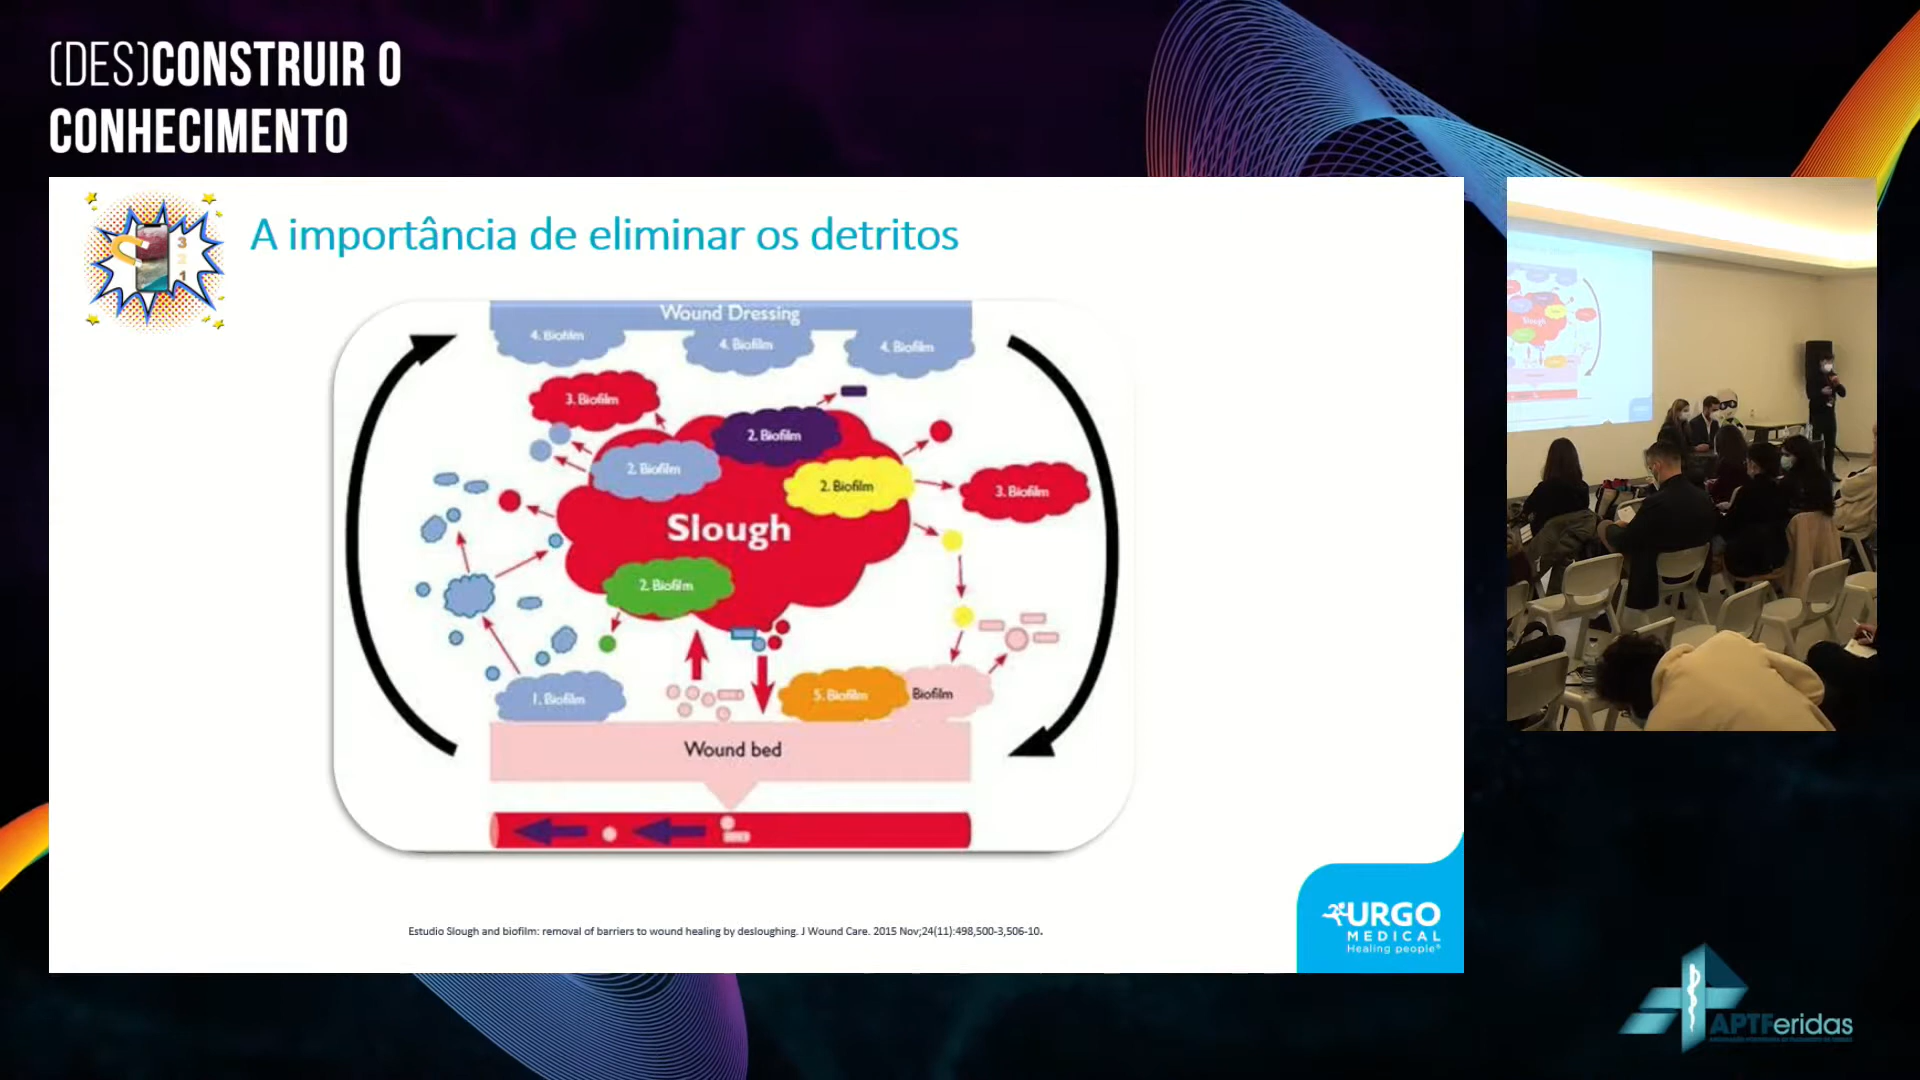 (DES)CONSTRUIR O
CONHECIMENTO
3
2
1
A importância de eliminar os detritos
Wound Dressing
4. Biofilm
4. Biofilm
4. Biofilm
3. Biofilm
2. Biofilm
2. Biofilm
2. Biofilm
3. Biofilm
Slough
2. Biofilm
1. Biofilm
5. Biofilm
Biofilm
Wound bed
Estudio Slough and biofilm: removal of barriers to wound healing by desloughing. J Wound Care. 2015 Nov;24(11):498,500-3,506-10.
URGO
MEDICAL
Healing people®
APTFeridas